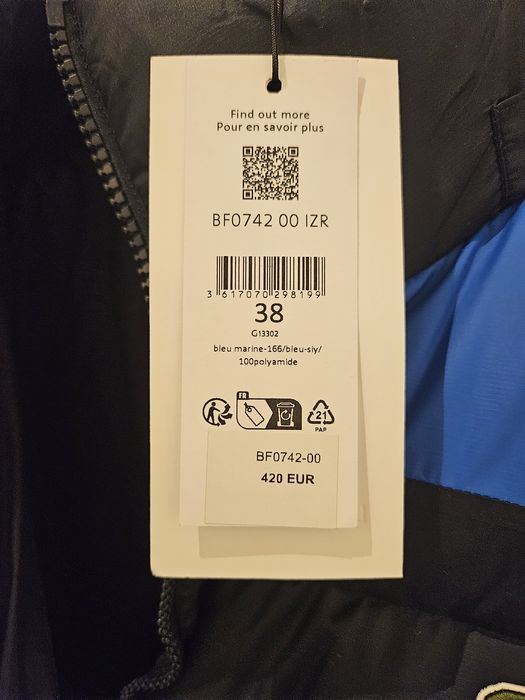 Find out more
Pour en savoir plus
BF0742 00 IZR
3 617070 298199
38
G13302
bleu marine-166/bleu-siy/
100polyamide
FR
21
PAP
BF0742-00
420 EUR